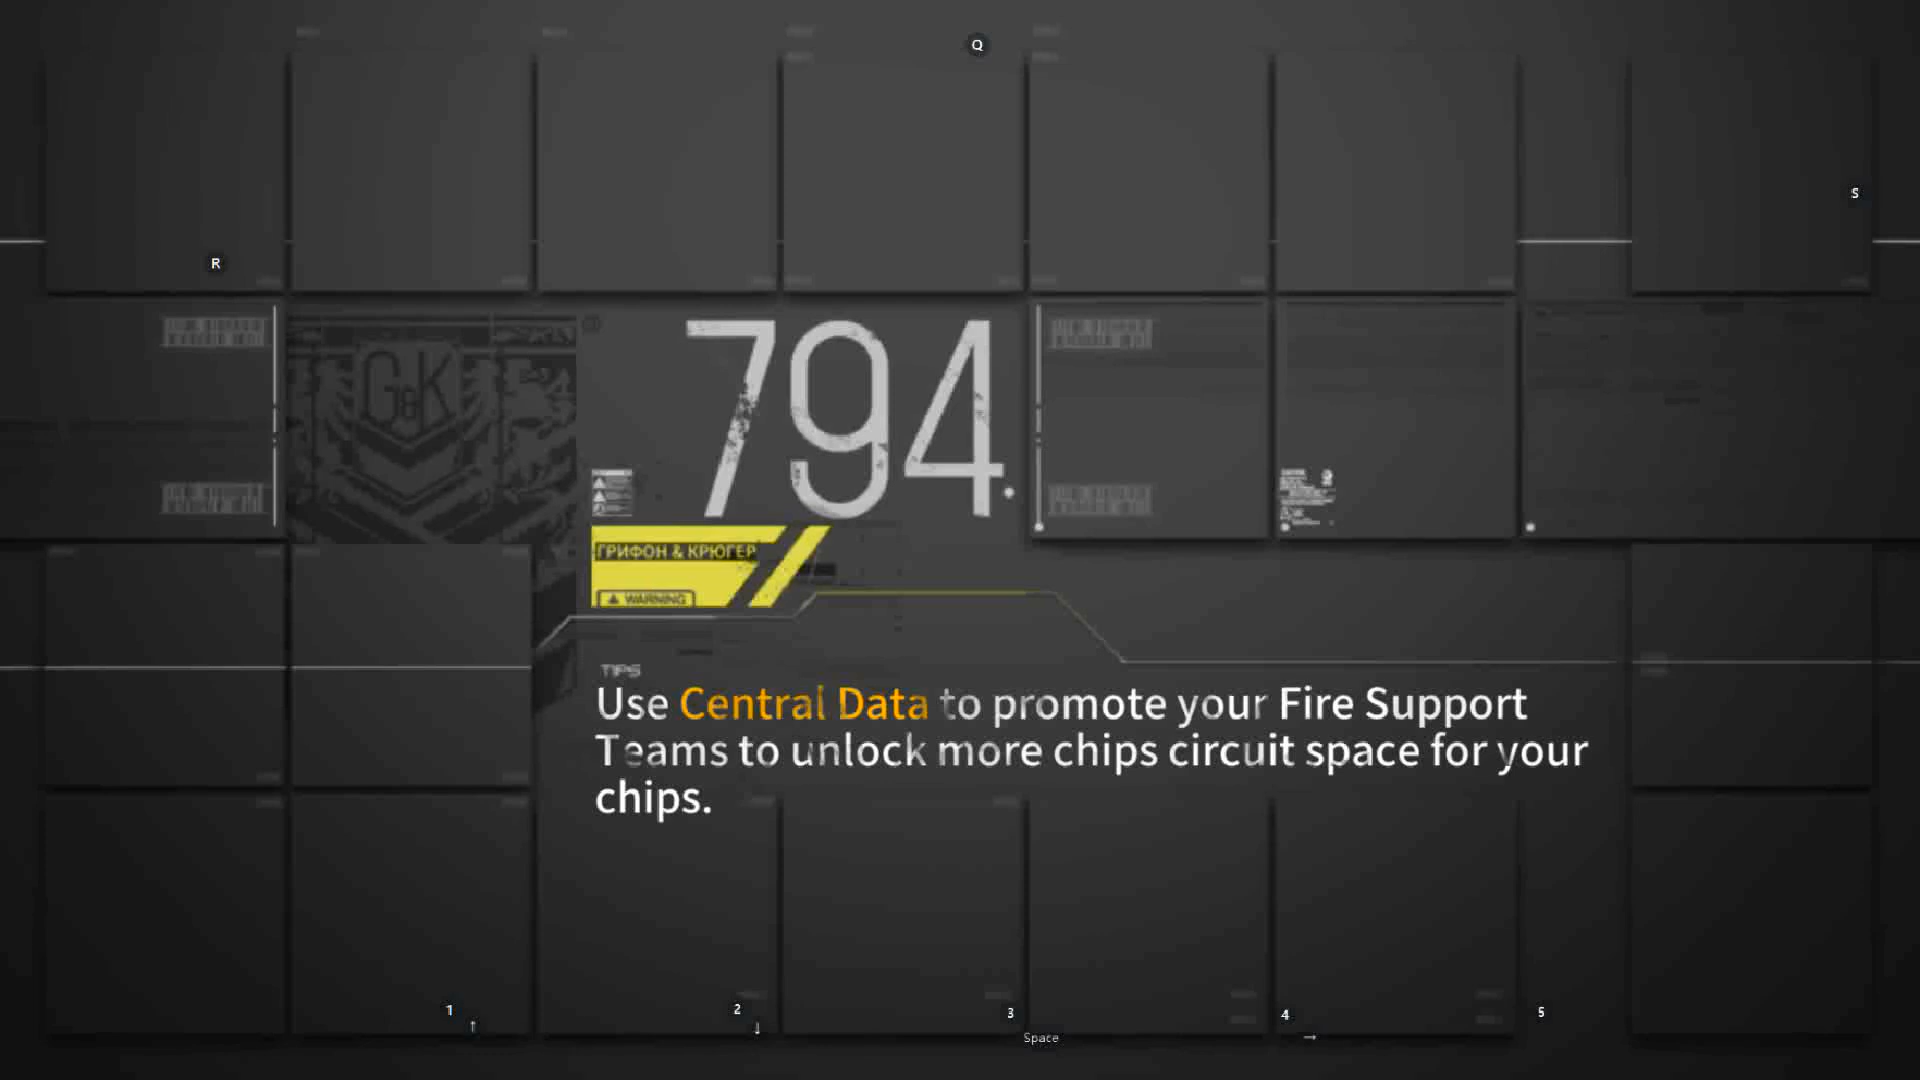 Q
S
R
G&K
794.
ГРИФОН & КРЮГЕР
WARNING
TIPS
Use Central Data to promote your Fire Support
Teams to unlock more chips circuit space for your
chips.
1
2
3
4
5
↑
↓
Space
→